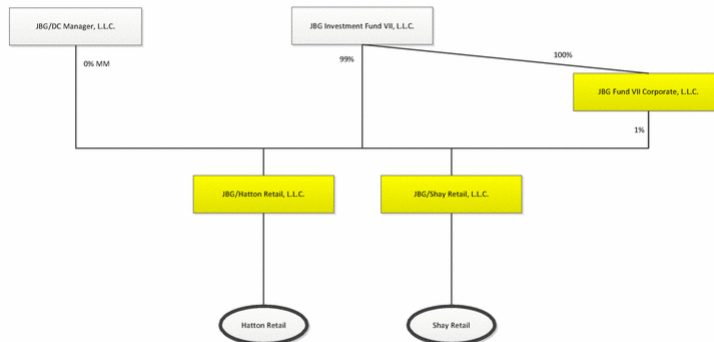 JBG/DC Manager, L.L.C.
JBG Investment Fund VII, L.L.C.
0% MM
99%
100%
JBG Fund VII Corporate, L.L.C.
1%
JBG/Hatton Retail, L.L.C.
JBG/Shay Retail, L.L.C.
Hatton Retail
Shay Retail